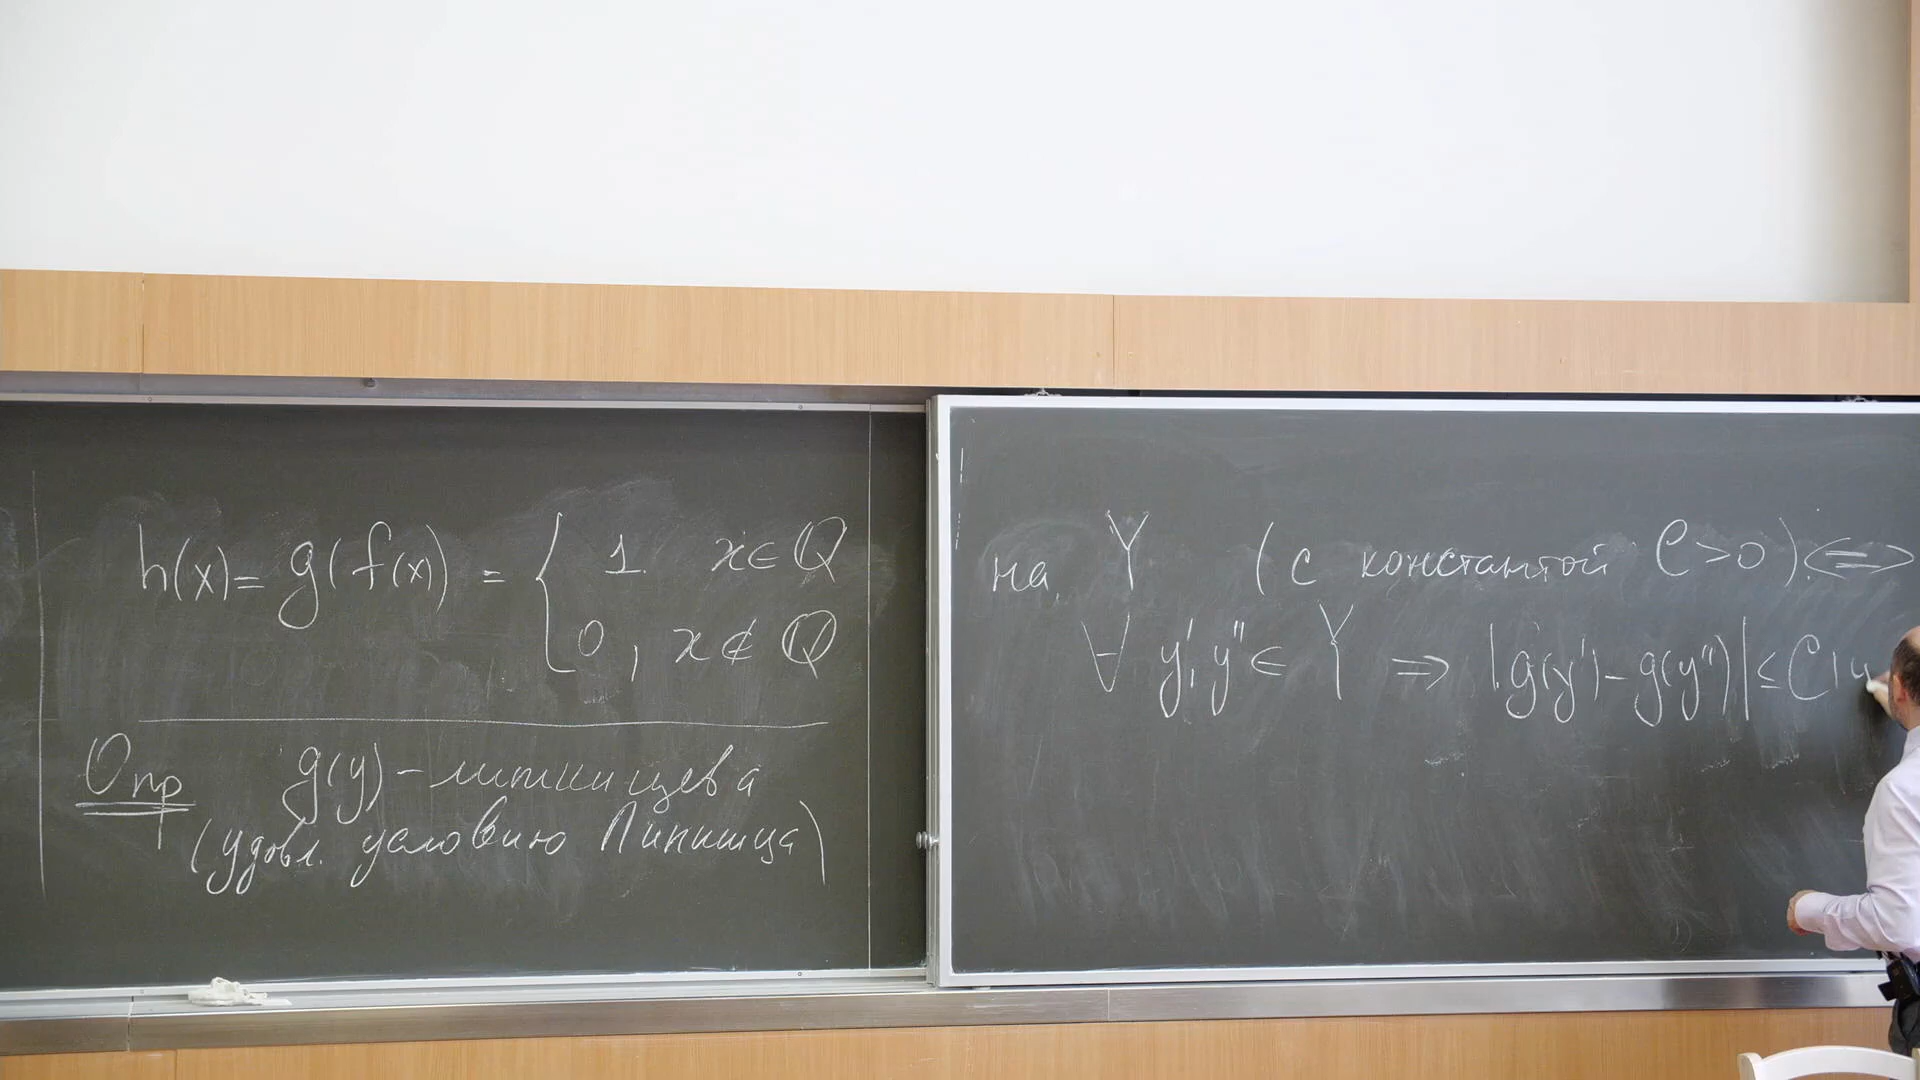 h(x) = g(f(x)) = { 1. x ∈ Q
0, x ∉ Q
Опр g(y) - липшицева
(удовл. условию Липшица)
на Y (с константой C > 0) <=>
∀ y', y'' ∈ Y => |g(y') - g(y'')| ≤ C|y